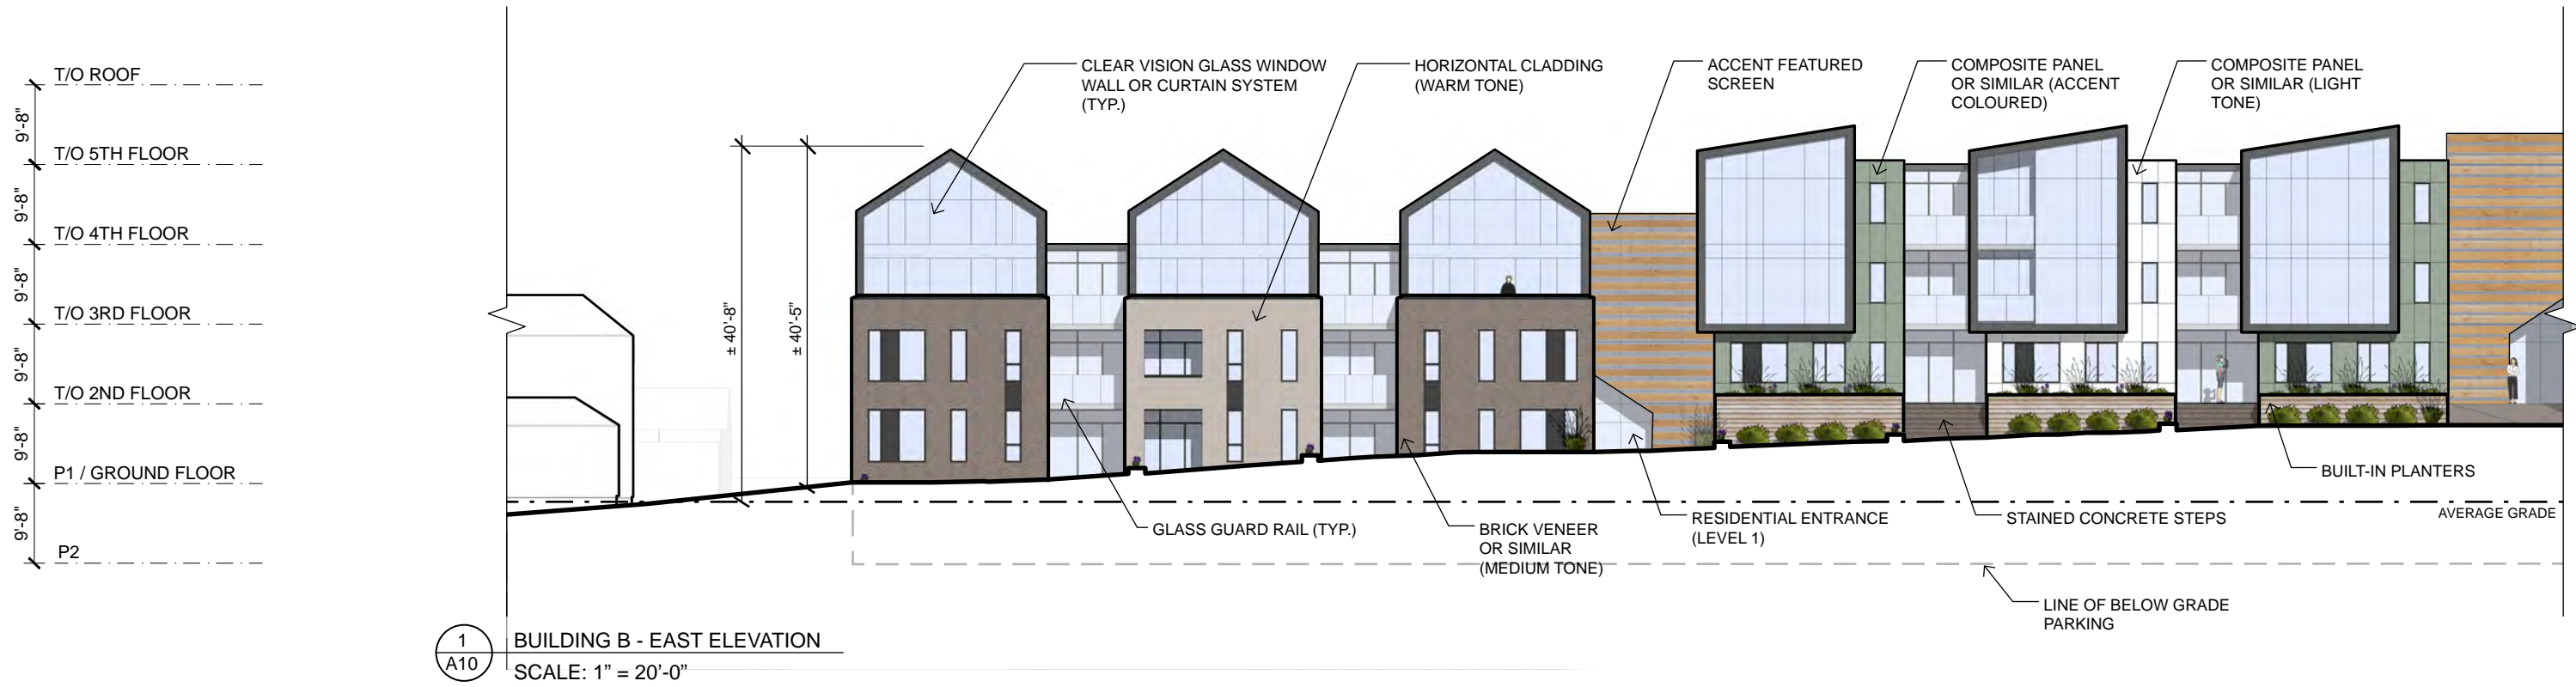 T/O ROOF
9'-8"
T/O 5TH FLOOR
9'-8"
T/O 4TH FLOOR
9'-8"
T/O 3RD FLOOR
9'-8"
T/O 2ND FLOOR
9'-8"
P1 / GROUND FLOOR
9'-8"
P2
± 40'-8"
± 40'-5"
CLEAR VISION GLASS WINDOW
WALL OR CURTAIN SYSTEM
(TYP.)
HORIZONTAL CLADDING
(WARM TONE)
ACCENT FEATURED
SCREEN
COMPOSITE PANEL
OR SIMILAR (ACCENT
COLOURED)
COMPOSITE PANEL
OR SIMILAR (LIGHT
TONE)
GLASS GUARD RAIL (TYP.)
BRICK VENEER
OR SIMILAR
(MEDIUM TONE)
RESIDENTIAL ENTRANCE
(LEVEL 1)
STAINED CONCRETE STEPS
BUILT-IN PLANTERS
AVERAGE GRADE
LINE OF BELOW GRADE
PARKING
1
A10
BUILDING B - EAST ELEVATION
SCALE: 1” = 20’-0”